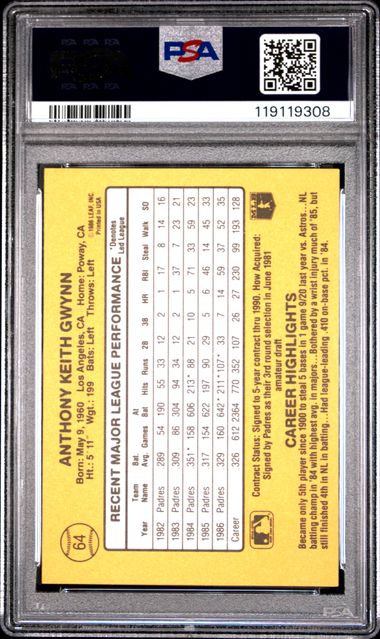 PSA
119119308
64
ANTHONY KEITH GWYNN
Born: May 9, 1960 Los Angeles, CA Home: Poway, CA
Ht.: 5' 11" Wgt.: 199 Bats: Left Throws: Left
©1986 LEAF, INC.
Printed in USA
RECENT MAJOR LEAGUE PERFORMANCE
*Denotes
Led League
Year Team Name Bat. Avg. Games At Bat Hits Runs 2B 3B HR RBI Steal Walk SO
1982 Padres 289 54 190 55 33 12 2 1 17 8 14 16
1983 Padres 309 86 304 94 34 12 2 1 37 7 23 21
1984 Padres 351* 158 606 213* 88 21 10 5 71 33 59 23
1985 Padres 317 154 622 197 90 29 5 6 46 14 45 33
1986 Padres 329 160 642* 211* 107* 33 7 14 59 37 52 35
Career 326 612 2364 770 352 107 26 27 230 99 193 128
Contract Status: Signed to 5-year contract thru 1990. How Acquired:
Signed by Padres as their 3rd round selection in June 1981
amateur draft
CAREER HIGHLIGHTS
Became only 5th player since 1900 to steal 5 bases in 1 game 9/20 last year vs. Astros...NL
batting champ in '84 with highest avg. in majors...Bothered by a wrist injury much of '85, but
still finished 4th in NL in batting...Had league-leading .410 on-base pct. in '84.
Major League Baseball
MLB